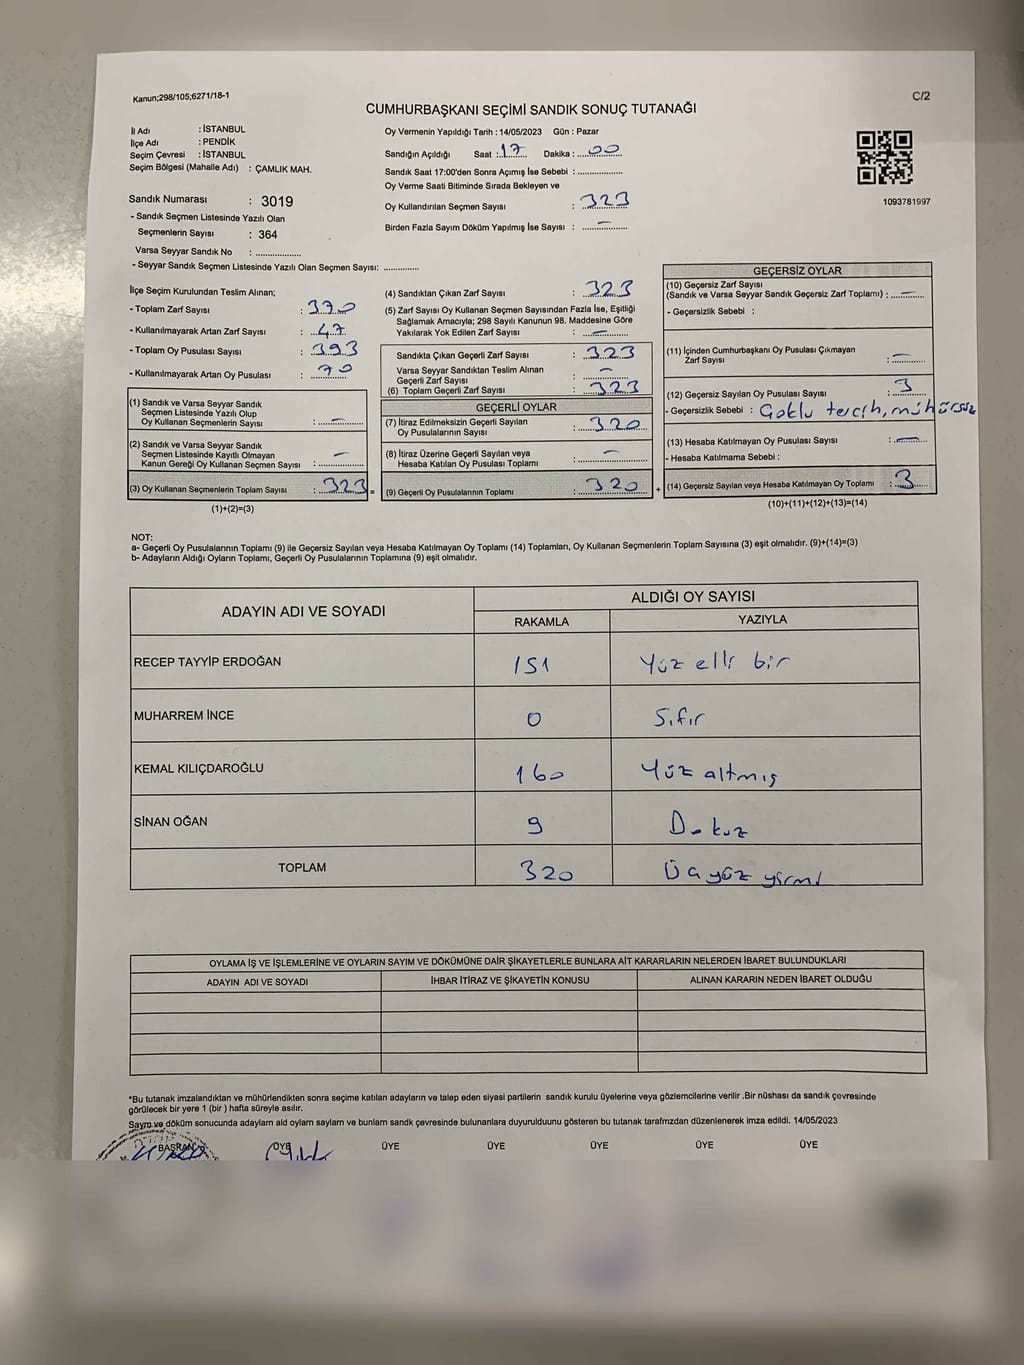 Kanun;298/105;6271/18-1
C/2
CUMHURBAŞKANI SEÇİMİ SANDIK SONUÇ TUTANAĞI
İl Adı : İSTANBUL
İlçe Adı : PENDİK
Seçim Çevresi : İSTANBUL
Seçim Bölgesi (Mahalle Adı) : ÇAMLIK MAH.
Sandık Numarası : 3019
- Sandık Seçmen Listesinde Yazılı Olan
Seçmenlerin Sayısı : 364
Varsa Seyyar Sandık No : ..............
- Seyyar Sandık Seçmen Listesinde Yazılı Olan Seçmen Sayısı: ..............
Oy Vermenin Yapıldığı Tarih : 14/05/2023 Gün : Pazar
Sandığın Açıldığı Saat : 17 Dakika : 00
Sandık Saat 17:00'den Sonra Açımış İse Sebebi : ..............
Oy Verme Saati Bitiminde Sırada Bekleyen ve
Oy Kullandırılan Seçmen Sayısı : 323
Birden Fazla Sayım Döküm Yapılmış İse Sayısı : -
1093781997
İlçe Seçim Kurulundan Teslim Alınan;
- Toplam Zarf Sayısı : 370
- Kullanılmayarak Artan Zarf Sayısı : 47
- Toplam Oy Pusulası Sayısı : 393
- Kullanılmayarak Artan Oy Pusulası : 70
(1) Sandık ve Varsa Seyyar Sandık
Seçmen Listesinde Yazılı Olup
Oy Kullanan Seçmenlerin Sayısı : -
(2) Sandık ve Varsa Seyyar Sandık
Seçmen Listesinde Kayıtlı Olmayan
Kanun Gereği Oy Kullanan Seçmen Sayısı : -
(3) Oy Kullanan Seçmenlerin Toplam Sayısı : 323 =
(1)+(2)=(3)
(4) Sandıktan Çıkan Zarf Sayısı : 323
(5) Zarf Sayısı Oy Kullanan Seçmen Sayısından Fazla İse, Eşitliği
Sağlamak Amacıyla; 298 Sayılı Kanunun 98. Maddesine Göre
Yakılarak Yok Edilen Zarf Sayısı : -
Sandıkta Çıkan Geçerli Zarf Sayısı : 323
Varsa Seyyar Sandıktan Teslim Alınan
Geçerli Zarf Sayısı : -
(6) Toplam Geçerli Zarf Sayısı : 323
GEÇERLİ OYLAR
(7) İtiraz Edilmeksizin Geçerli Sayılan
Oy Pusulalarının Sayısı : 320
(8) İtiraz Üzerine Geçerli Sayılan veya
Hesaba Katılan Oy Pusulası Toplamı : -
(9) Geçerli Oy Pusulalarının Toplamı : 320 +
GEÇERSİZ OYLAR
(10) Geçersiz Zarf Sayısı
(Sandık ve Varsa Seyyar Sandık Geçersiz Zarf Toplamı) : -
- Geçersizlik Sebebi :
(11) İçinden Cumhurbaşkanı Oy Pusulası Çıkmayan
Zarf Sayısı : -
(12) Geçersiz Sayılan Oy Pusulası Sayısı : 3
- Geçersizlik Sebebi : Çoklu tercih, mühürsüz
(13) Hesaba Katılmayan Oy Pusulası Sayısı : -
- Hesaba Katılmama Sebebi :
(14) Geçersiz Sayılan veya Hesaba Katılmayan Oy Toplamı : 3
(10)+(11)+(12)+(13)=(14)
NOT:
a- Geçerli Oy Pusulalarının Toplamı (9) ile Geçersiz Sayılan veya Hesaba Katılmayan Oy Toplamı (14) Toplamları, Oy Kullanan Seçmenlerin Toplam Sayısına (3) eşit olmalıdır. (9)+(14)=(3)
b- Adayların Aldığı Oyların Toplamı, Geçerli Oy Pusulalarının Toplamına (9) eşit olmalıdır.
ADAYIN ADI VE SOYADI ALDIĞI OY SAYISI
RAKAMLA YAZIYLA
RECEP TAYYİP ERDOĞAN 151 Yüz elli bir
MUHARREM İNCE 0 Sıfır
KEMAL KILIÇDAROĞLU 160 Yüz altmış
SİNAN OĞAN 9 Dokuz
TOPLAM 320 Üç yüz yirmi
OYLAMA İŞ VE İŞLEMLERİNE VE OYLARIN SAYIM VE DÖKÜMÜNE DAİR ŞİKAYETLERLE BUNLARA AİT KARARLARIN NELERDEN İBARET BULUNDUKLARI
ADAYIN ADI VE SOYADI İHBAR İTİRAZ VE ŞİKAYETİN KONUSU ALINAN KARARIN NEDEN İBARET OLDUĞU
*Bu tutanak imzalandıktan ve mühürlendikten sonra seçime katılan adayların ve talep eden siyasi partilerin sandık kurulu üyelerine veya gözlemcilerine verilir .Bir nüshası da sandık çevresinde
görülecek bir yere 1 (bir ) hafta süreyle asılır.
Sayım ve döküm sonucunda adayların ald oyların sayların ve bunların sandk çevresinde bulunanlara duyurulduunu gösteren bu tutanak tarafmzdan düzenlenerek imza edildi. 14/05/2023
BAŞKAN ÜYE ÜYE ÜYE ÜYE ÜYE ÜYE